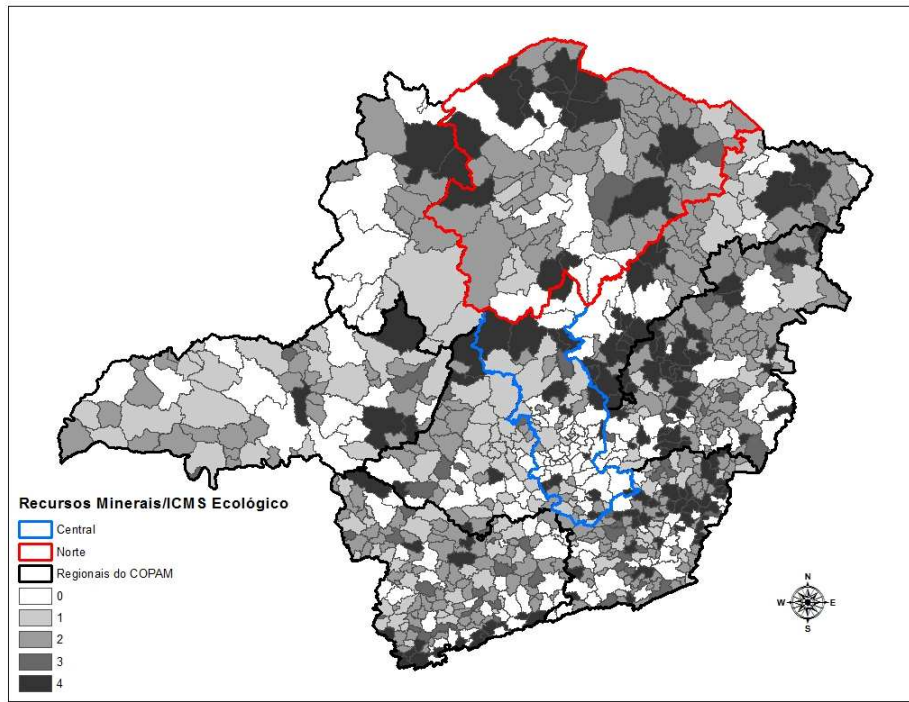 Recursos Minerais/ICMS Ecológico
Central
Norte
Regionais do COPAM
0
1
2
3
4
N
W E
S